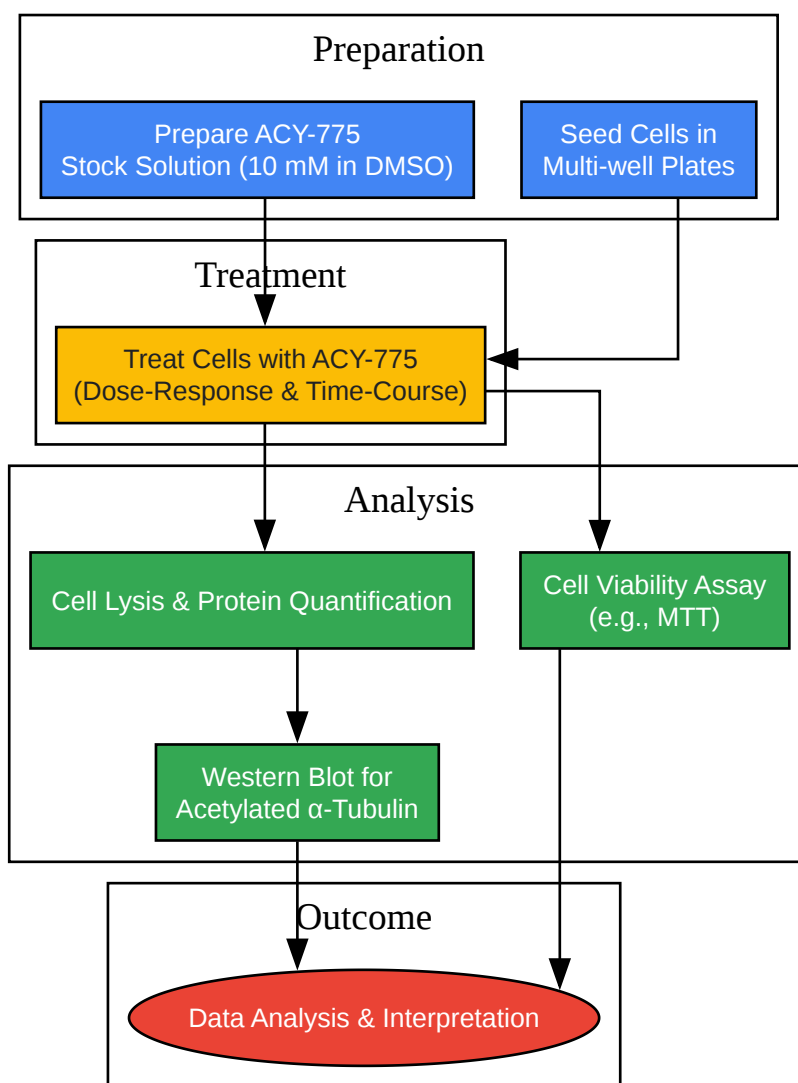 Preparation
Prepare ACY-775
Stock Solution (10 mM in DMSO)
Seed Cells in
Multi-well Plates
Treatment
Treat Cells with ACY-775
(Dose-Response & Time-Course)
Analysis
Cell Lysis & Protein Quantification
Cell Viability Assay
(e.g., MTT)
Western Blot for
Acetylated α-Tubulin
Outcome
Data Analysis & Interpretation